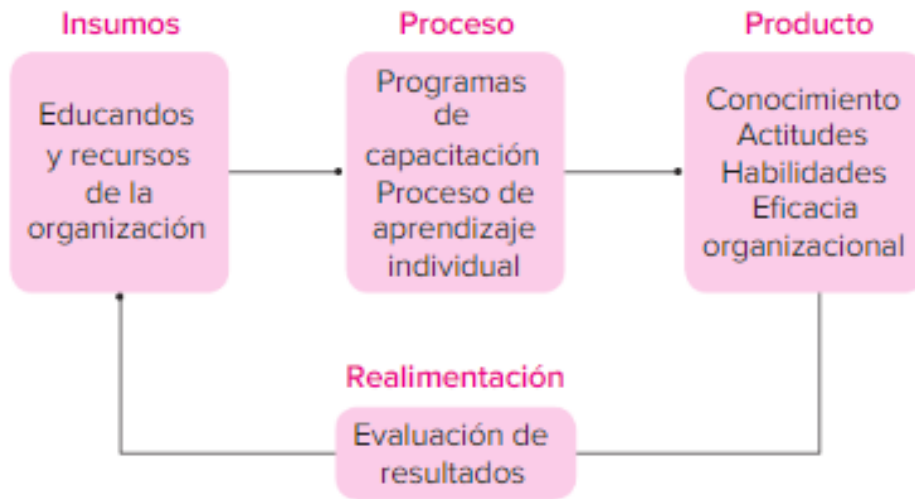 Insumos
Educandos
y recursos
de la
organización
Proceso
Programas
de
capacitación
Proceso de
aprendizaje
individual
Producto
Conocimiento
Actitudes
Habilidades
Eficacia
organizacional
Realimentación
Evaluación de
resultados